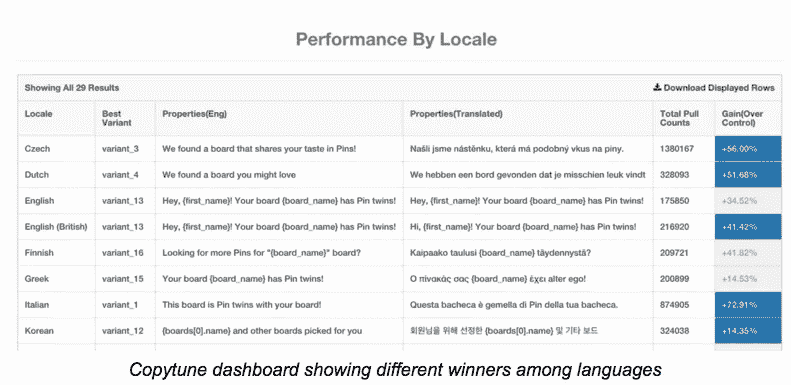 Performance By Locale
Showing All 29 Results Download Displayed Rows
Locale Best Variant Properties(Eng) Properties(Translated) Total Pull Counts Gain(Over Control)
Czech variant_3 We found a board that shares your taste in Pins! Našli jsme nástěnku, která má podobný vkus na piny. 1380167 +56.00%
Dutch variant_4 We found a board you might love We hebben een bord gevonden dat je misschien leuk vindt 328093 +51.68%
English variant_13 Hey, {first_name}! Your board {board_name} has Pin twins! Hey, {first_name}! Your board {board_name} has Pin twins! 175850 +34.52%
English (British) variant_13 Hey, {first_name}! Your board {board_name} has Pin twins! Hi, {first_name}! Your board {board_name} has Pin twins! 216920 +41.42%
Finnish variant_16 Looking for more Pins for "{board_name}" board? Kaipaako taulusi {board_name} täydennystä? 209721 +41.82%
Greek variant_15 Your board {board_name} has Pin twins! Ο πίνακάς σας {board_name} έχει alter ego! 200899 +14.53%
Italian variant_1 This board is Pin twins with your board! Questa bacheca è gemella di Pin della tua bacheca. 874905 +72.91%
Korean variant_12 {boards[0].name} and other boards picked for you 회원님을 위해 선정한 {boards[0].name} 및 기타 보드 324038 +14.35%
Copytune dashboard showing different winners among languages